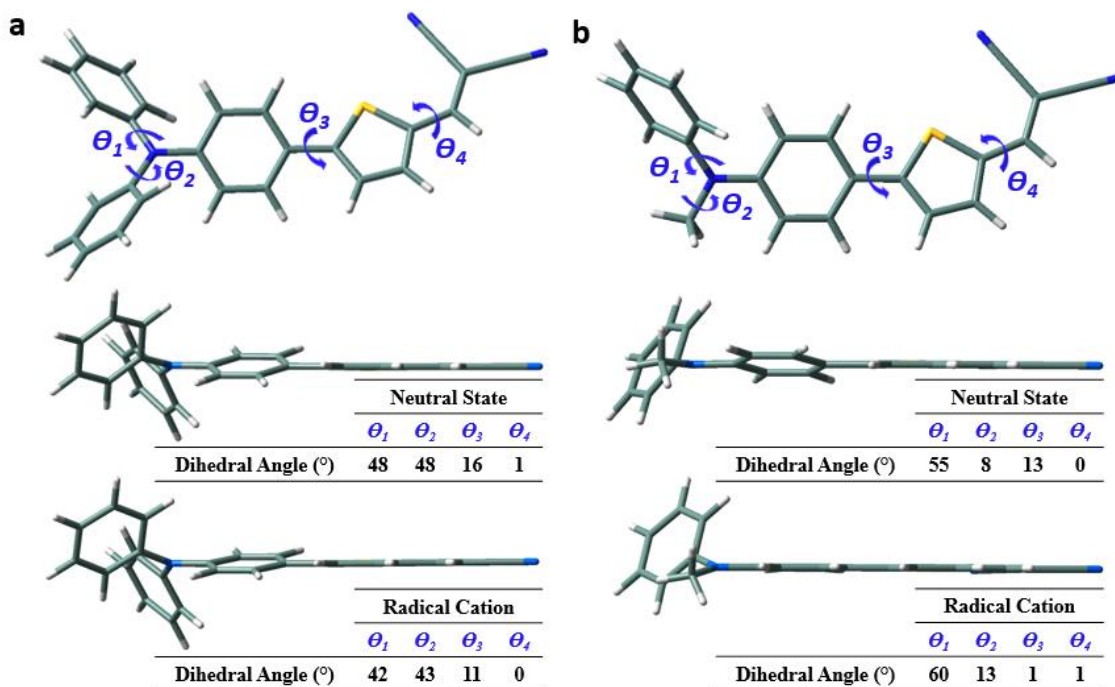 a
b
ϴ1
ϴ2
ϴ3
ϴ4
ϴ1
ϴ2
ϴ3
ϴ4
Neutral State
ϴ1 ϴ2 ϴ3 ϴ4
Dihedral Angle (°) 48 48 16 1
Neutral State
ϴ1 ϴ2 ϴ3 ϴ4
Dihedral Angle (°) 55 8 13 0
Radical Cation
ϴ1 ϴ2 ϴ3 ϴ4
Dihedral Angle (°) 42 43 11 0
Radical Cation
ϴ1 ϴ2 ϴ3 ϴ4
Dihedral Angle (°) 60 13 1 1